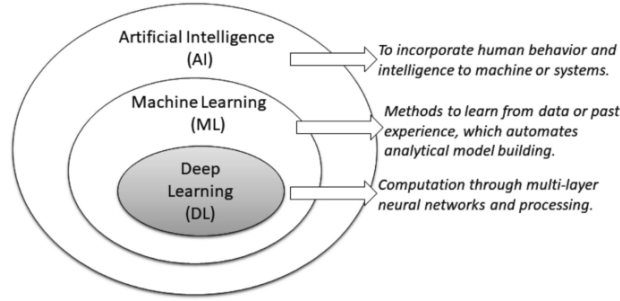 Artificial Intelligence
(AI)
To incorporate human behavior and
intelligence to machine or systems.
Machine Learning
(ML)
Methods to learn from data or past
experience, which automates
analytical model building.
Deep
Learning
(DL)
Computation through multi-layer
neural networks and processing.